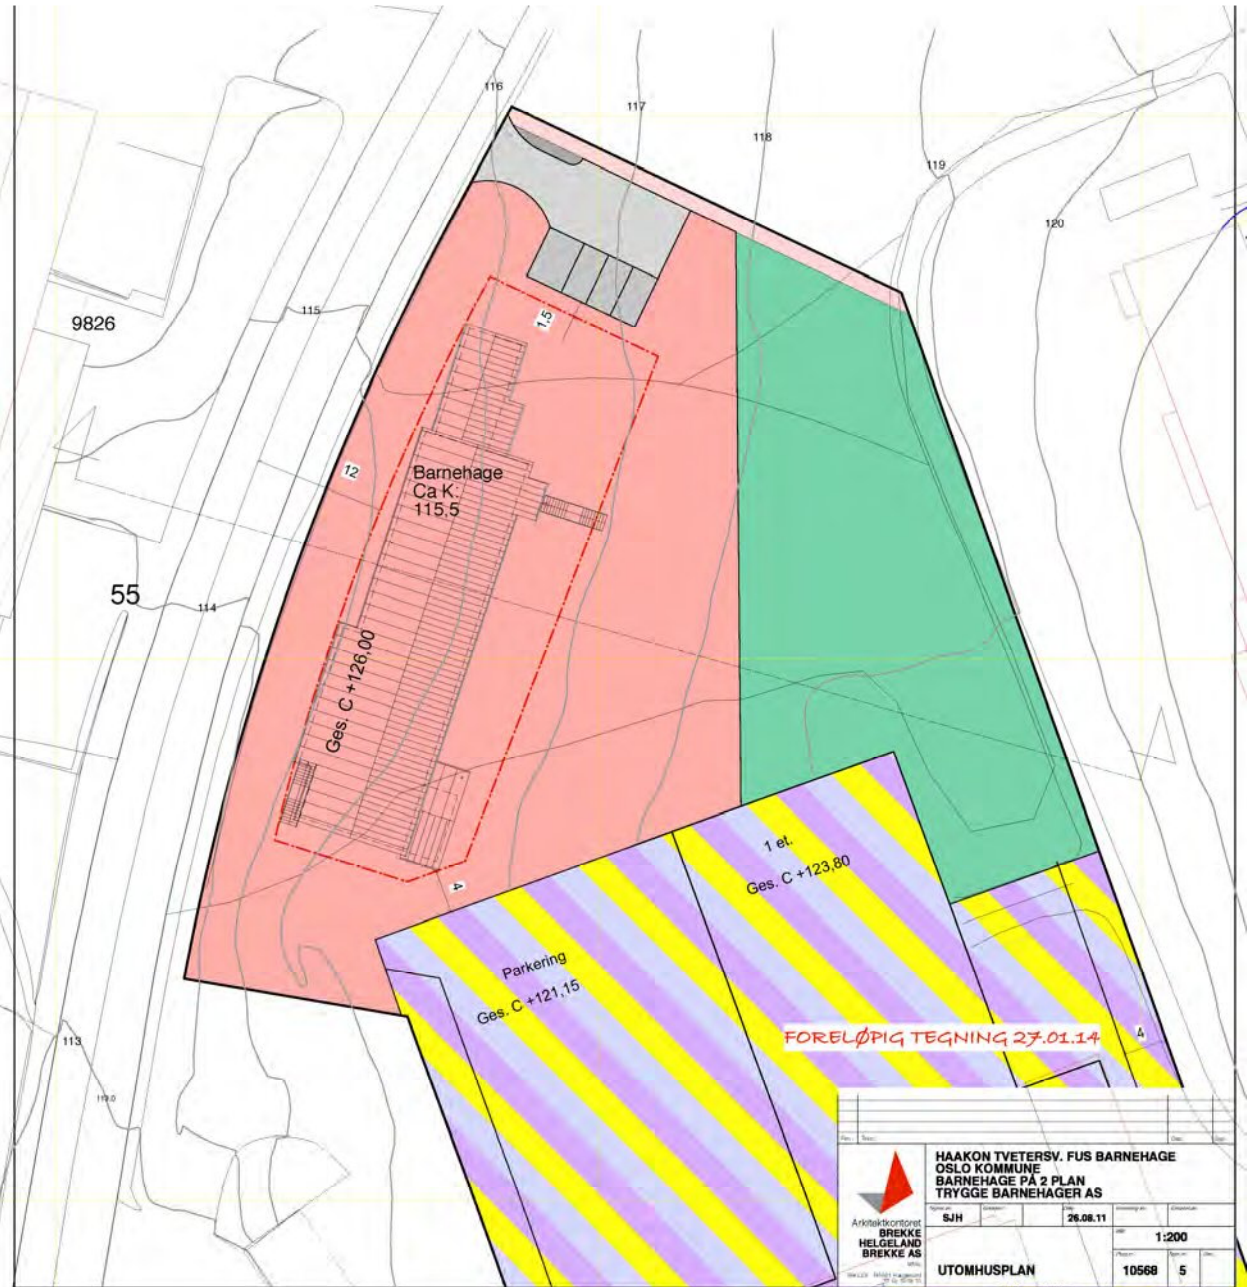 116
117
118
119
120
115
9826
1,5
12
Barnehage
Ca K:
115,5
55
114
Ges. C +126,00
4
1 et.
Ges. C +123,80
Parkering
Ges. C +121,15
FORELØPIG TEGNING 27.01.14
4
113
113.0
HAAKON TVETERSV. FUS BARNEHAGE
OSLO KOMMUNE
BARNEHAGE PÅ 2 PLAN
TRYGGE BARNEHAGER AS
SJH 26.08.11
1:200
Arkitektkontoret
BREKKE
HELGELAND
BREKKE AS
UTOMHUSPLAN 10568 5